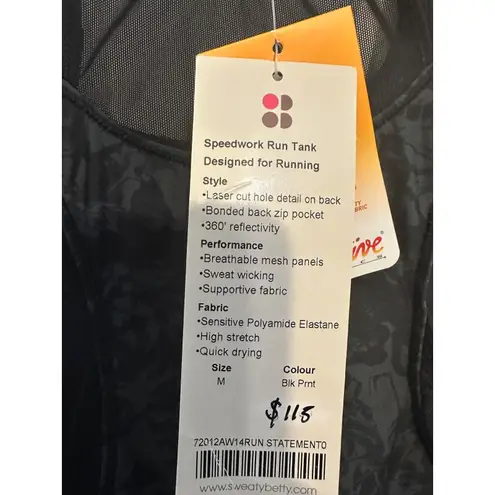 Speedwork Run Tank
Designed for Running
Style
•Laser cut hole detail on back
•Bonded back zip pocket
•360' reflectivity
Performance
•Breathable mesh panels
•Sweat wicking
•Supportive fabric
Fabric
•Sensitive Polyamide Elastane
•High stretch
•Quick drying
Size Colour
M Blk Prnt
$115
72012AW14RUN STATEMENT0
www.sweatybetty.com